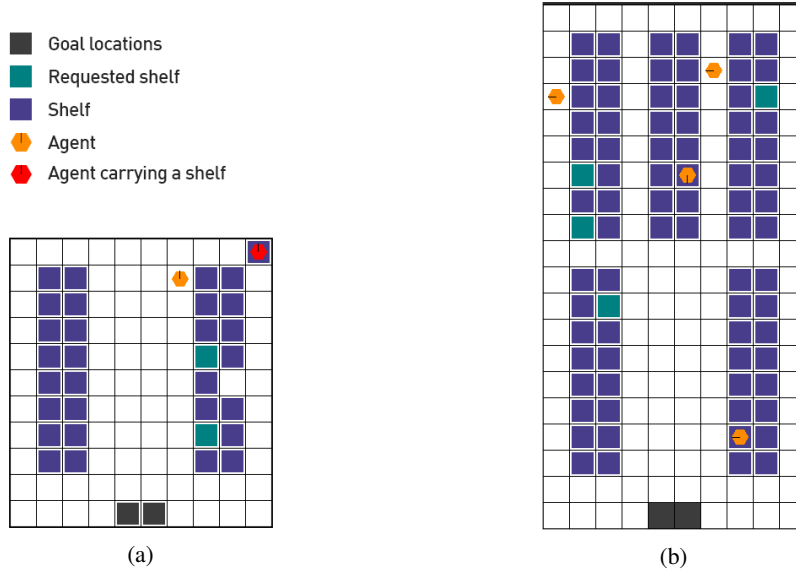 Goal locations
Requested shelf
Shelf
Agent
Agent carrying a shelf
(a)
(b)